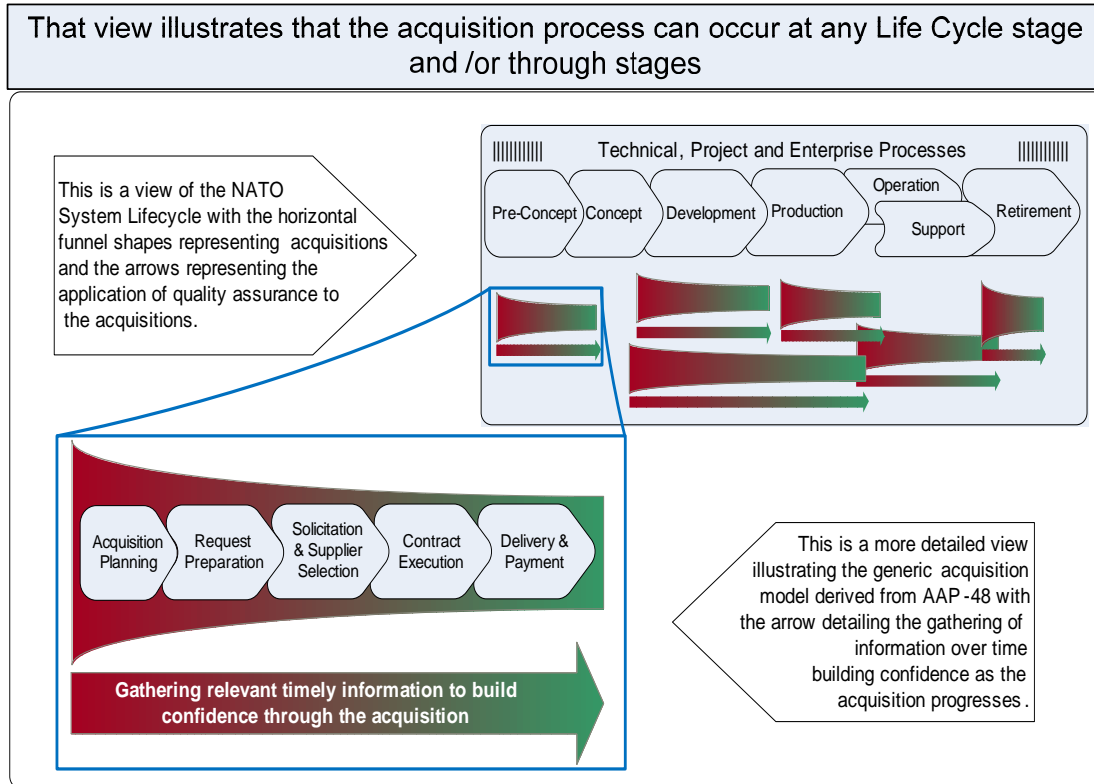 That view illustrates that the acquisition process can occur at any Life Cycle stage
and /or through stages
This is a view of the NATO
System Lifecycle with the horizontal
funnel shapes representing acquisitions
and the arrows representing the
application of quality assurance to
the acquisitions.
Technical, Project and Enterprise Processes
Pre-Concept
Concept
Development
Production
Operation
Support
Retirement
Acquisition
Planning
Request
Preparation
Solicitation
& Supplier
Selection
Contract
Execution
Delivery &
Payment
Gathering relevant timely information to build
confidence through the acquisition
This is a more detailed view
illustrating the generic acquisition
model derived from AAP -48 with
the arrow detailing the gathering of
information over time
building confidence as the
acquisition progresses .